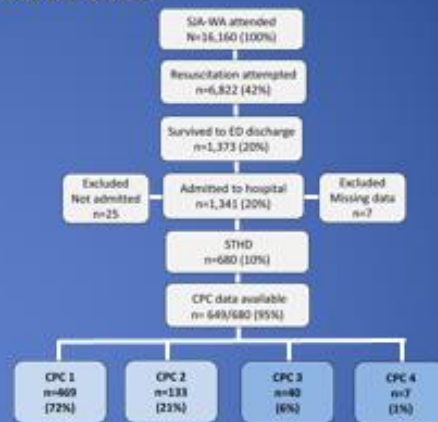 SJA-WA attended
N=16,160 (100%)
Resuscitation attempted
n=6,822 (42%)
Survived to ED discharge
n=1,373 (20%)
Excluded
Not admitted
n=25
Admitted to hospital
n=1,341 (20%)
Excluded
Missing data
n=7
STHD
n=680 (10%)
CPC data available
n= 649/680 (95%)
CPC 1
n=469
(72%)
CPC 2
n=133
(21%)
CPC 3
n=40
(6%)
CPC 4
n=7
(1%)